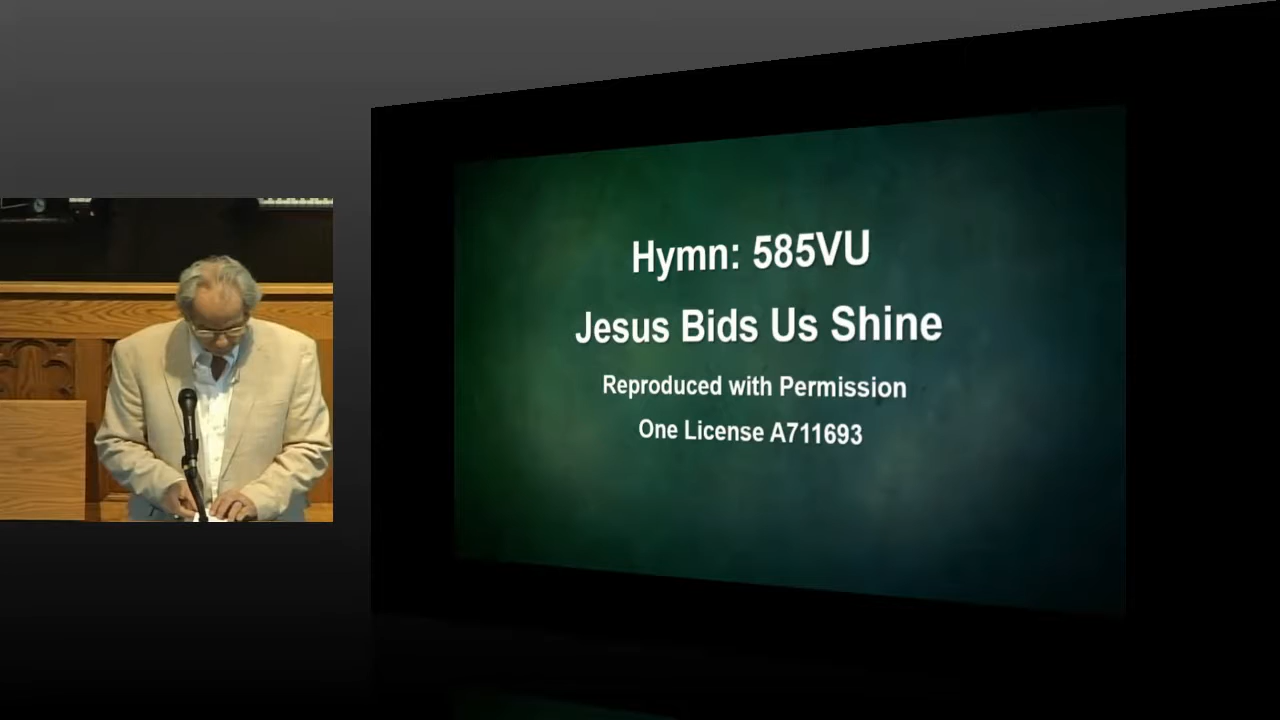 Hymn: 585VU
Jesus Bids Us Shine
Reproduced with Permission
One License A711693